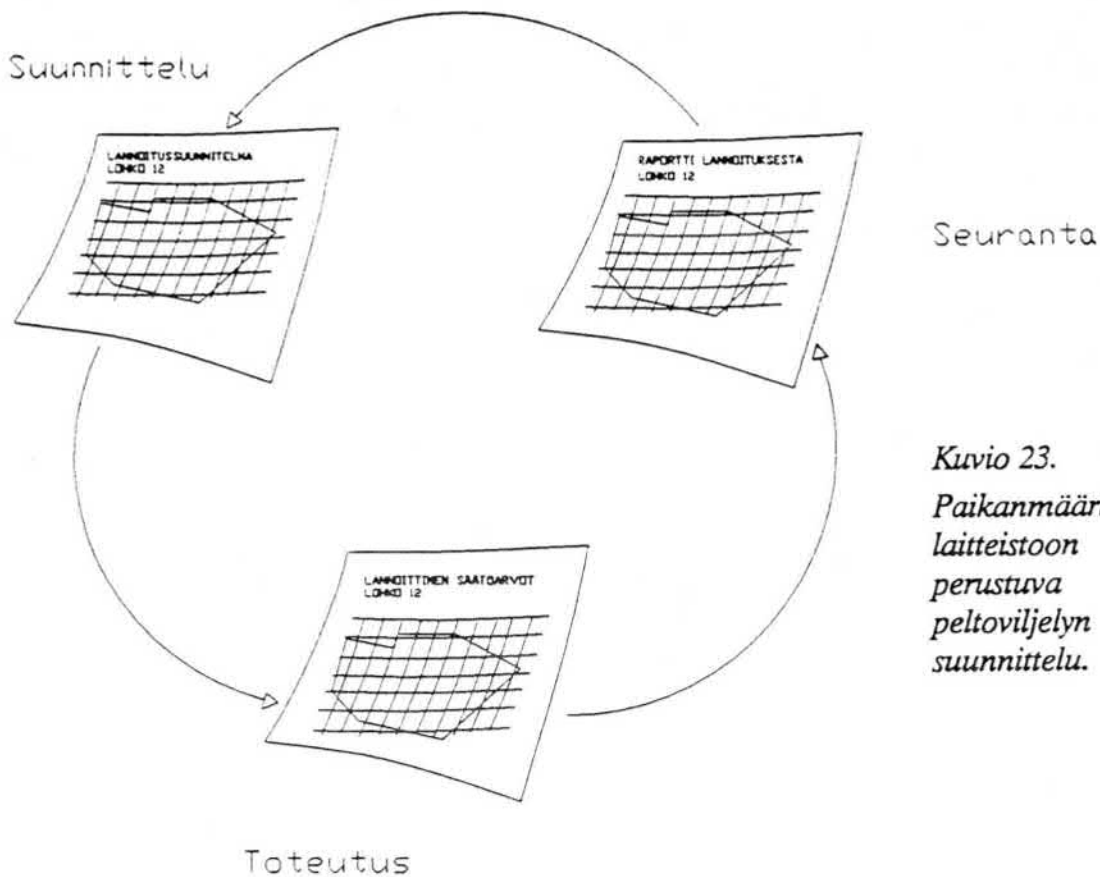 Suunnittelu
LANNOITUSSUUNNITELMA
LOHKO 12
RAPORTTI LANNOITUKSESTA
LOHKO 12
Seuranta
LANNOITTIMEN SÄÄTÖARVOT
LOHKO 12
Toteutus
Kuvio 23.
Paikanmäär
laitteistoon
perustuva
peltoviljelyn
suunnittelu.